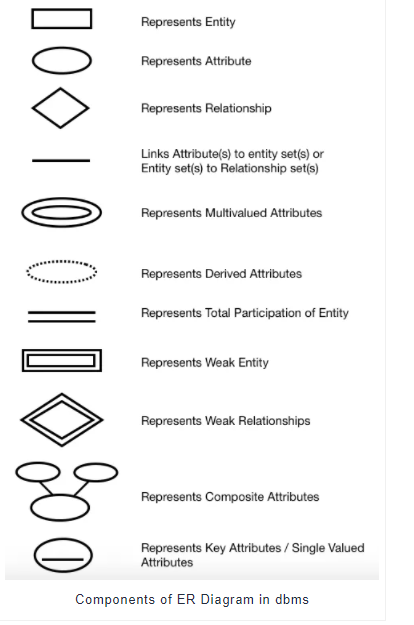 Represents Entity
Represents Attribute
Represents Relationship
Links Attribute(s) to entity set(s) or
Entity set(s) to Relationship set(s)
Represents Multivalued Attributes
Represents Derived Attributes
Represents Total Participation of Entity
Represents Weak Entity
Represents Weak Relationships
Represents Composite Attributes
Represents Key Attributes / Single Valued
Attributes
Components of ER Diagram in dbms